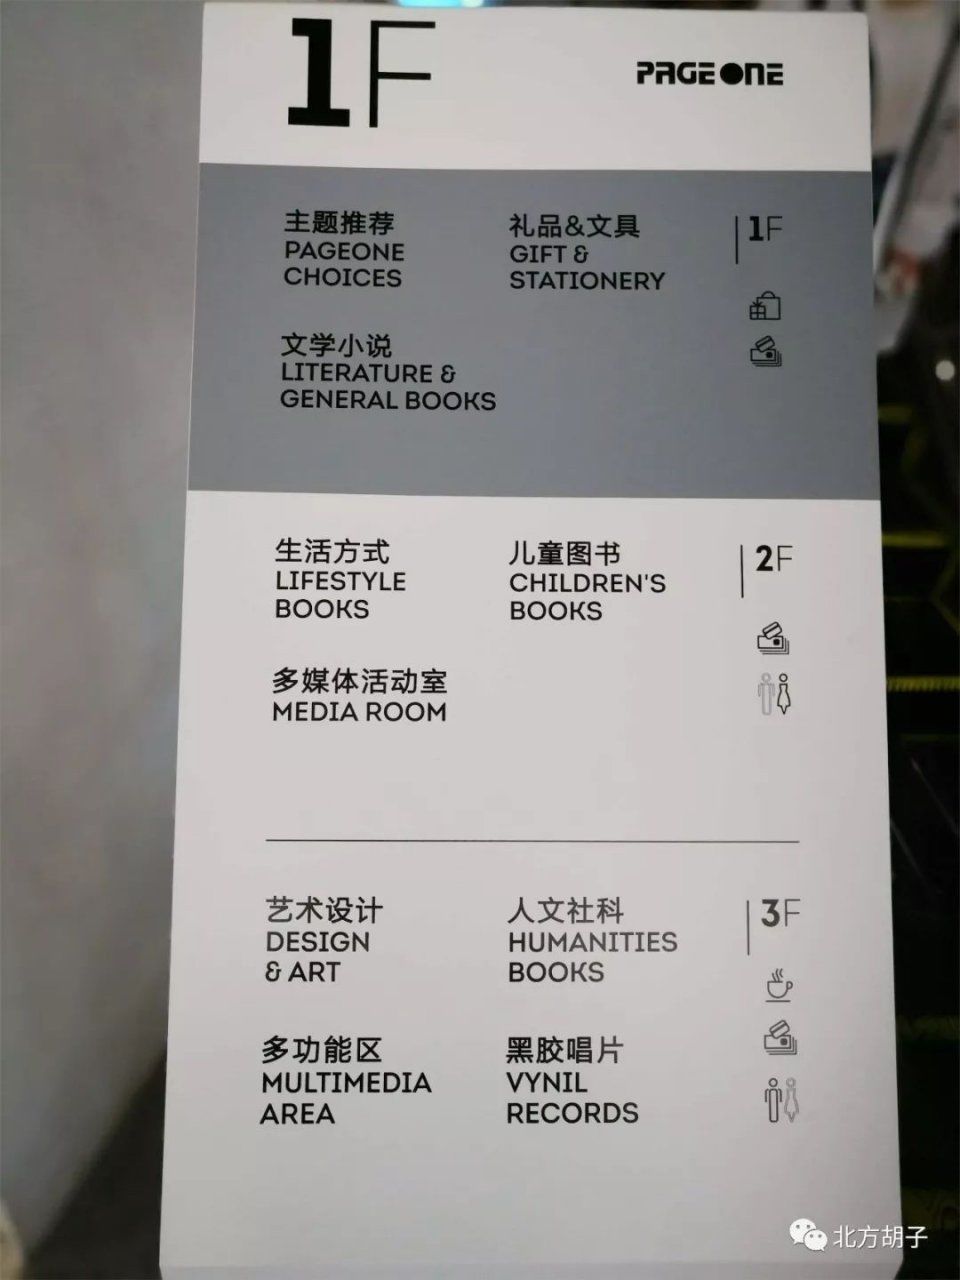 1F
PAGE ONE
主题推荐
PAGEONE
CHOICES
礼品&文具
GIFT &
STATIONERY
1F
文学小说
LITERATURE &
GENERAL BOOKS
生活方式
LIFESTYLE
BOOKS
儿童图书
CHILDREN'S
BOOKS
2F
多媒体活动室
MEDIA ROOM
艺术设计
DESIGN
& ART
人文社科
HUMANITIES
BOOKS
3F
多功能区
MULTIMEDIA
AREA
黑胶唱片
VYNIL
RECORDS
北方胡子